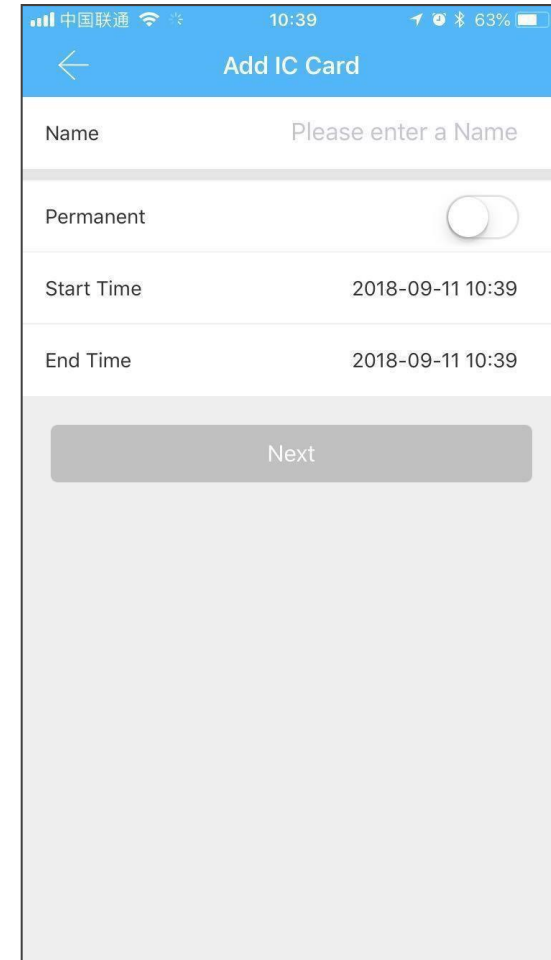 中国联通 10:39 63%
Add IC Card
Name Please enter a Name
Permanent
Start Time 2018-09-11 10:39
End Time 2018-09-11 10:39
Next